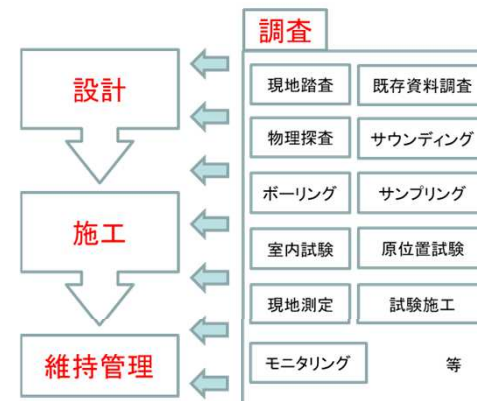 調査
設計
施工
維持管理
現地踏査 既存資料調査
物理探査 サウンディング
ボーリング サンプリング
室内試験 原位置試験
現地測定 試験施工
モニタリング 等